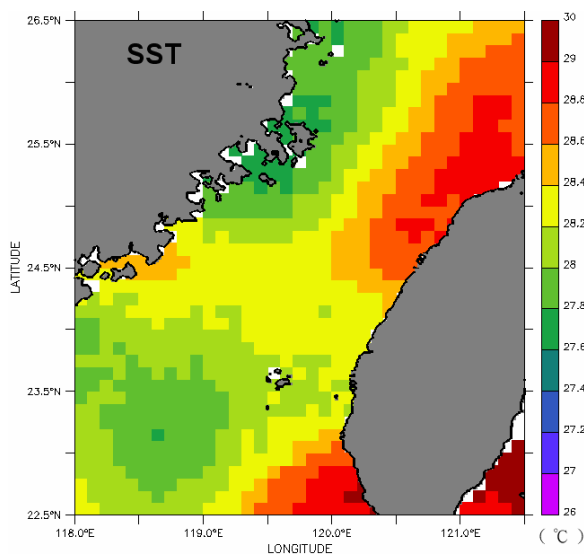 SST
26.5°N
25.5°N
24.5°N
23.5°N
22.5°N
LATITUDE
118.0°E
119.0°E
120.0°E
121.0°E
LONGITUDE
30
29
28.8
28.6
28.4
28.2
28
27.8
27.6
27.4
27.2
27
26
(℃)